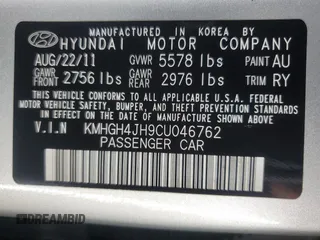 MANUFACTURED IN KOREA BY
HYUNDAI MOTOR COMPANY
AUG/22/11 GVWR 5578 lbs PAINT AU
GAWR FRT 2756 lbs GAWR RR 2976 lbs TRIM RY
THIS VEHICLE CONFORMS TO ALL APPLICABLE U.S.A. FEDERAL
MOTOR VEHICLE SAFETY, BUMPER, AND THEFT PREVENTION
STANDARDS IN EFFECT ON THE DATE OF MANUFACTURE SHOWN ABOVE.
V.I.N KMHGH4JH9CU046762
PASSENGER CAR
DREAMBID